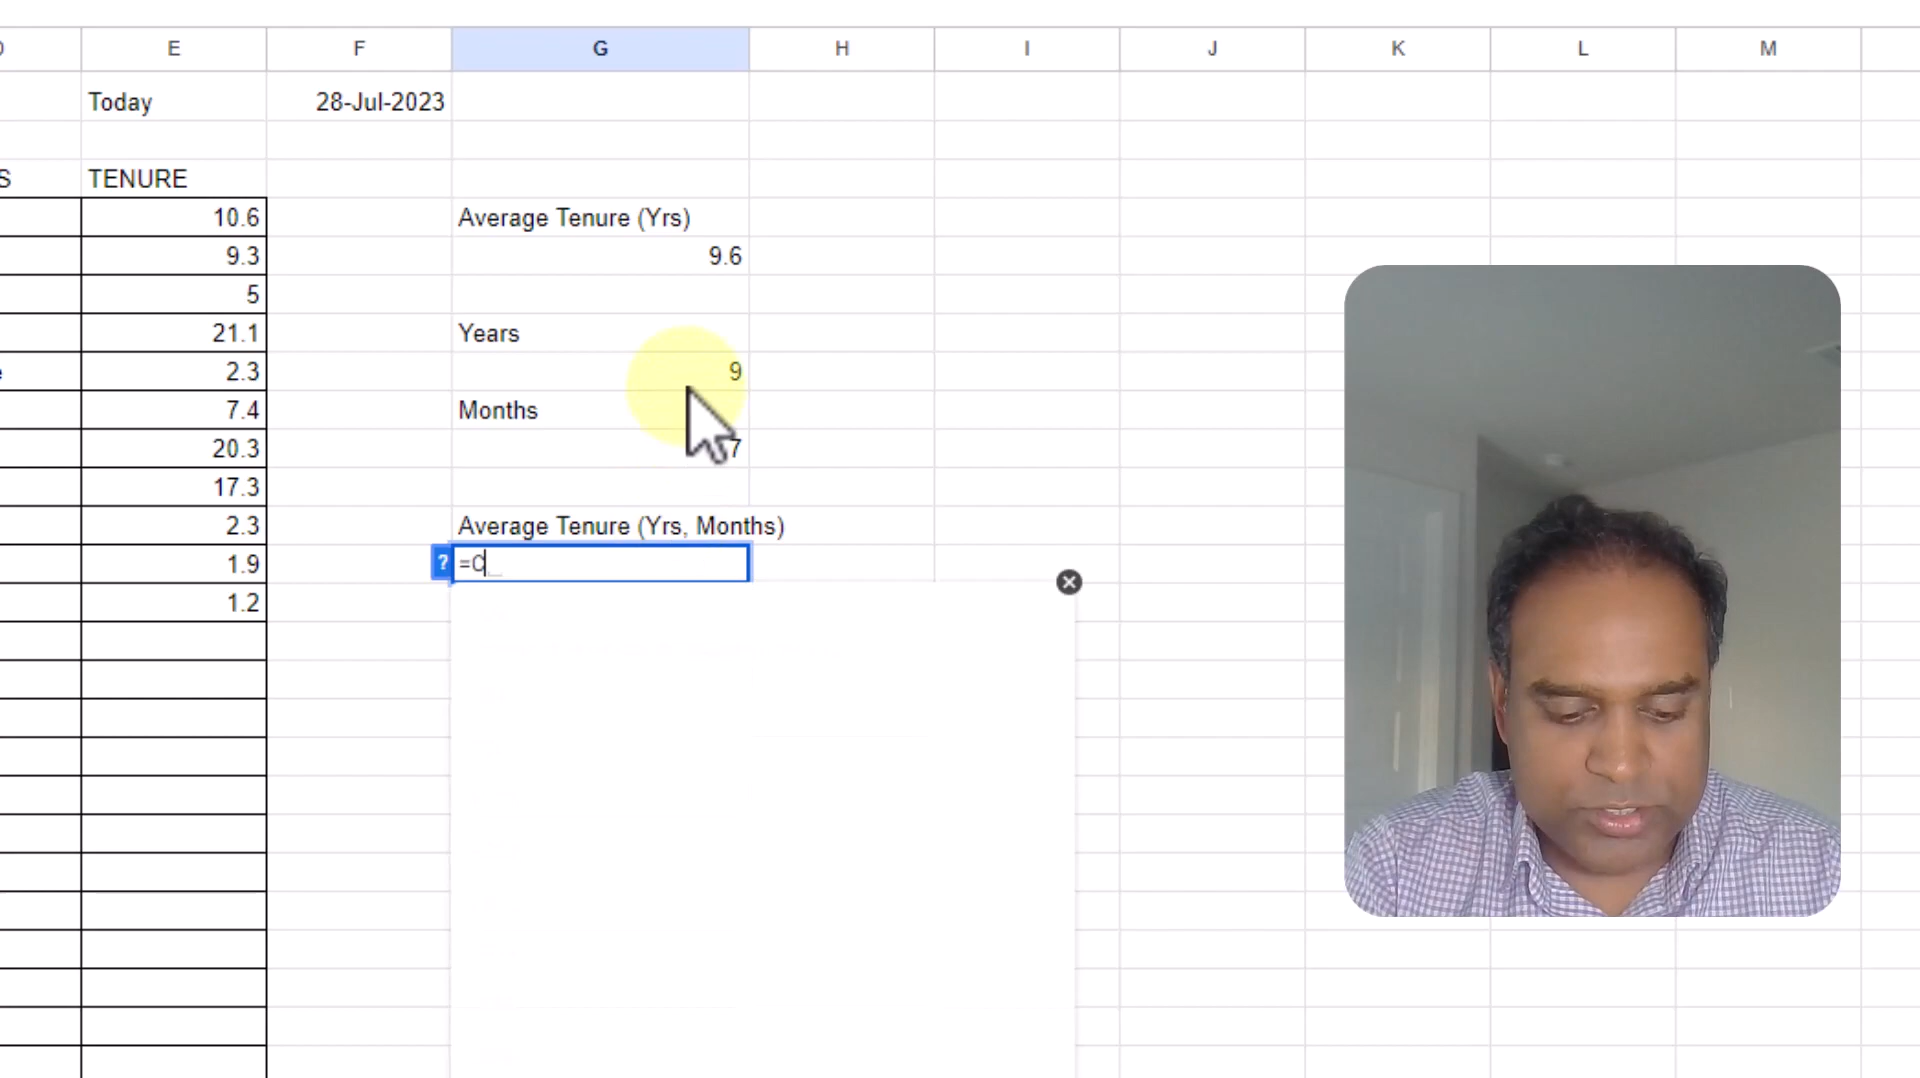 E F G H I J K L M
Today 28-Jul-2023
S TENURE
10.6 Average Tenure (Yrs)
9.3 9.6
5
21.1 Years
e 2.3 9
7.4 Months
20.3 7
17.3
2.3 Average Tenure (Yrs, Months)
1.9 ? =C
1.2